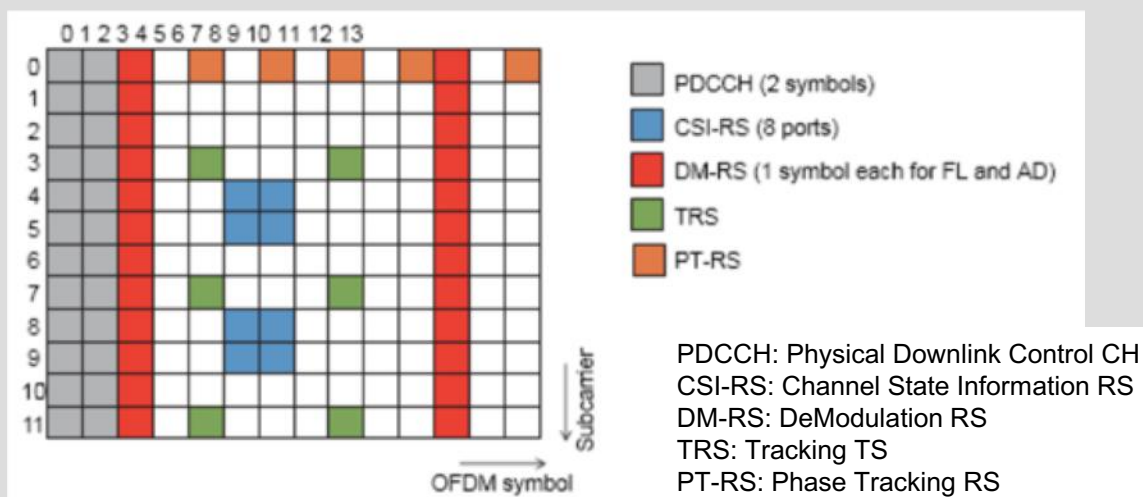 0 1 2 3 4 5 6 7 8 9 10 11 12 13
0
1
2
3
4
5
6
7
8
9
10
11
PDCCH (2 symbols)
CSI-RS (8 ports)
DM-RS (1 symbol each for FL and AD)
TRS
PT-RS
Subcarrier
OFDM symbol
PDCCH: Physical Downlink Control CH
CSI-RS: Channel State Information RS
DM-RS: DeModulation RS
TRS: Tracking TS
PT-RS: Phase Tracking RS